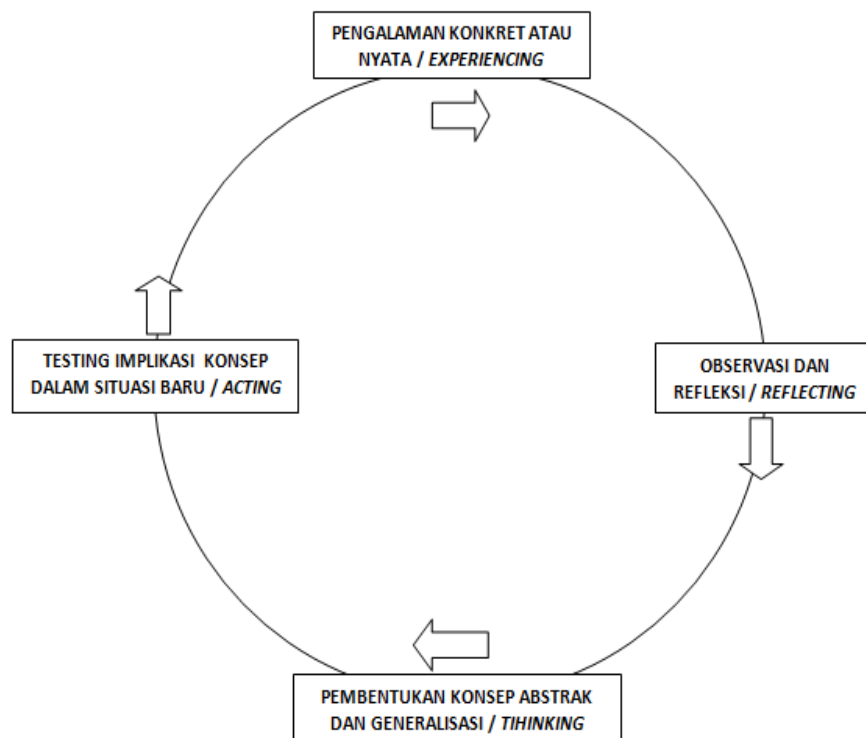 PENGALAMAN KONKRET ATAU
NYATA / EXPERIENCING
TESTING IMPLIKASI KONSEP
DALAM SITUASI BARU / ACTING
OBSERVASI DAN
REFLEKSI / REFLECTING
PEMBENTUKAN KONSEP ABSTRAK
DAN GENERALISASI / TIHINKING